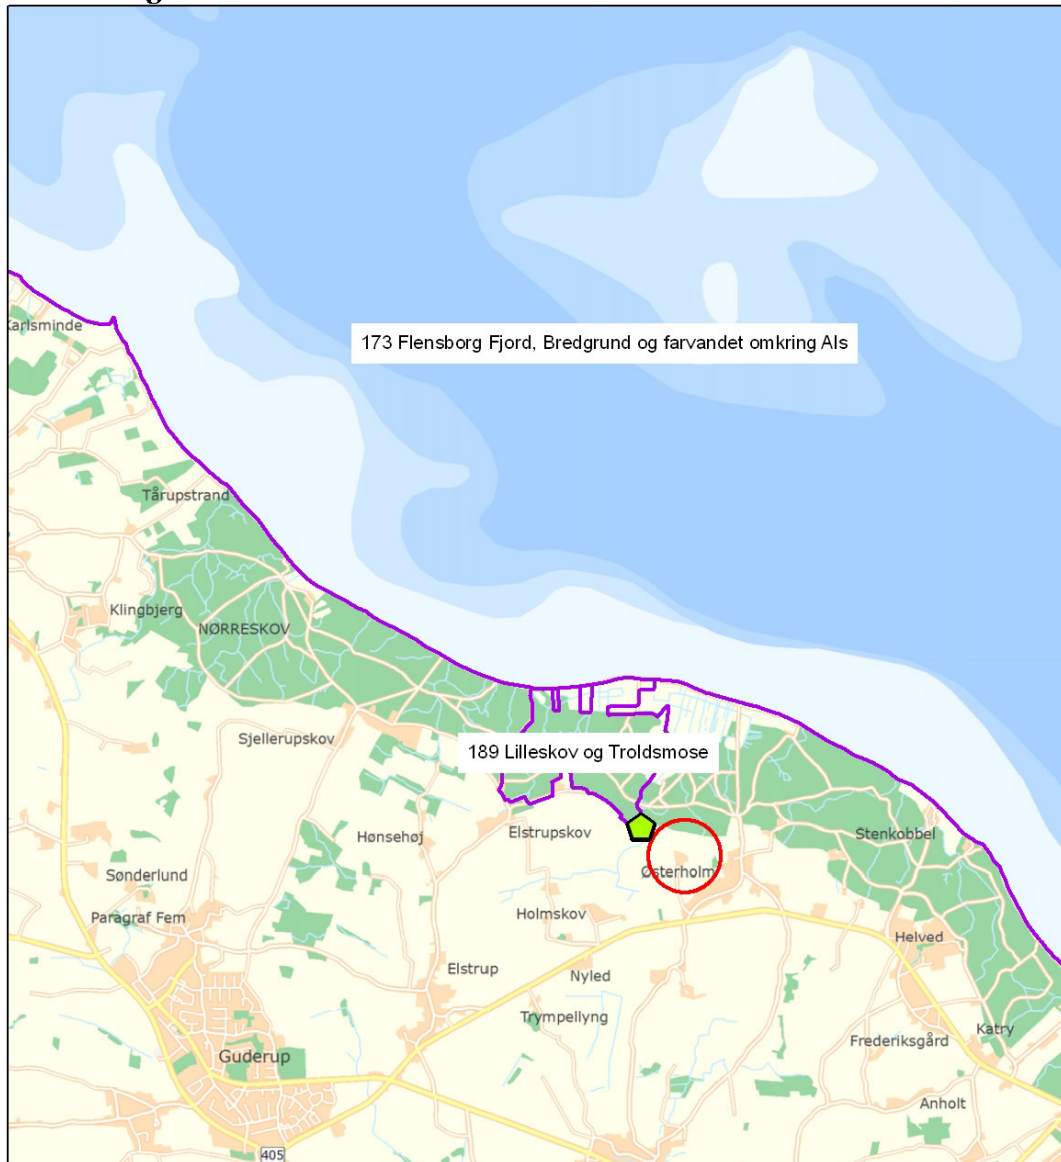 g
Karlsminde
173 Flensborg Fjord, Bredgrund og farvandet omkring Als
Tårupstrand
Klingbjerg
NØRRESKOV
Sjellerupskov
189 Lilleskov og Troldsmose
Hønsehøj
Elstrupskov
Stenkobbel
Sønderlund
Østerholm
Paragraf Fem
Holmskov
Helved
Elstrup
Nyled
Trympellyng
Katry
Frederiksgård
Guderup
Anholt
405